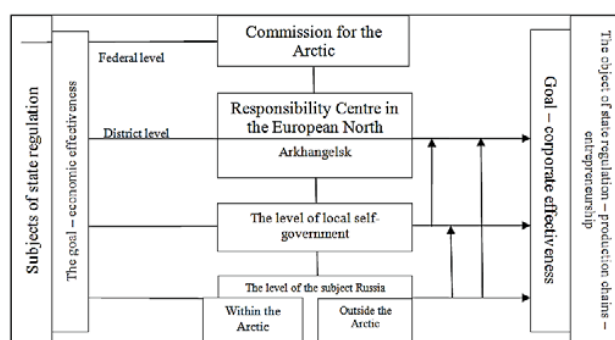 Subjects of state regulation
The goal – economic effectiveness
Federal level
Commission for the
Arctic
District level
Responsibility Centre in
the European North
Arkhangelsk
The level of local self-
government
The level of the subject Russia
Within the
Arctic
Outside the
Arctic
Goal – corporate effectiveness
The object of state regulation – production chains –
entrepreneurship